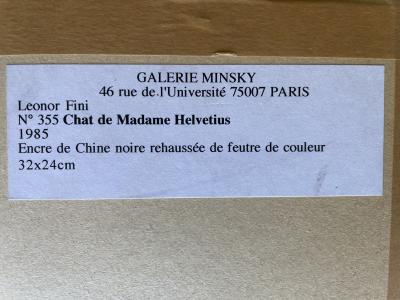 GALERIE MINSKY
46 rue de l'Université 75007 PARIS
Leonor Fini
N° 355 Chat de Madame Helvetius
1985
Encre de Chine noire rehaussée de feutre de couleur
32x24cm